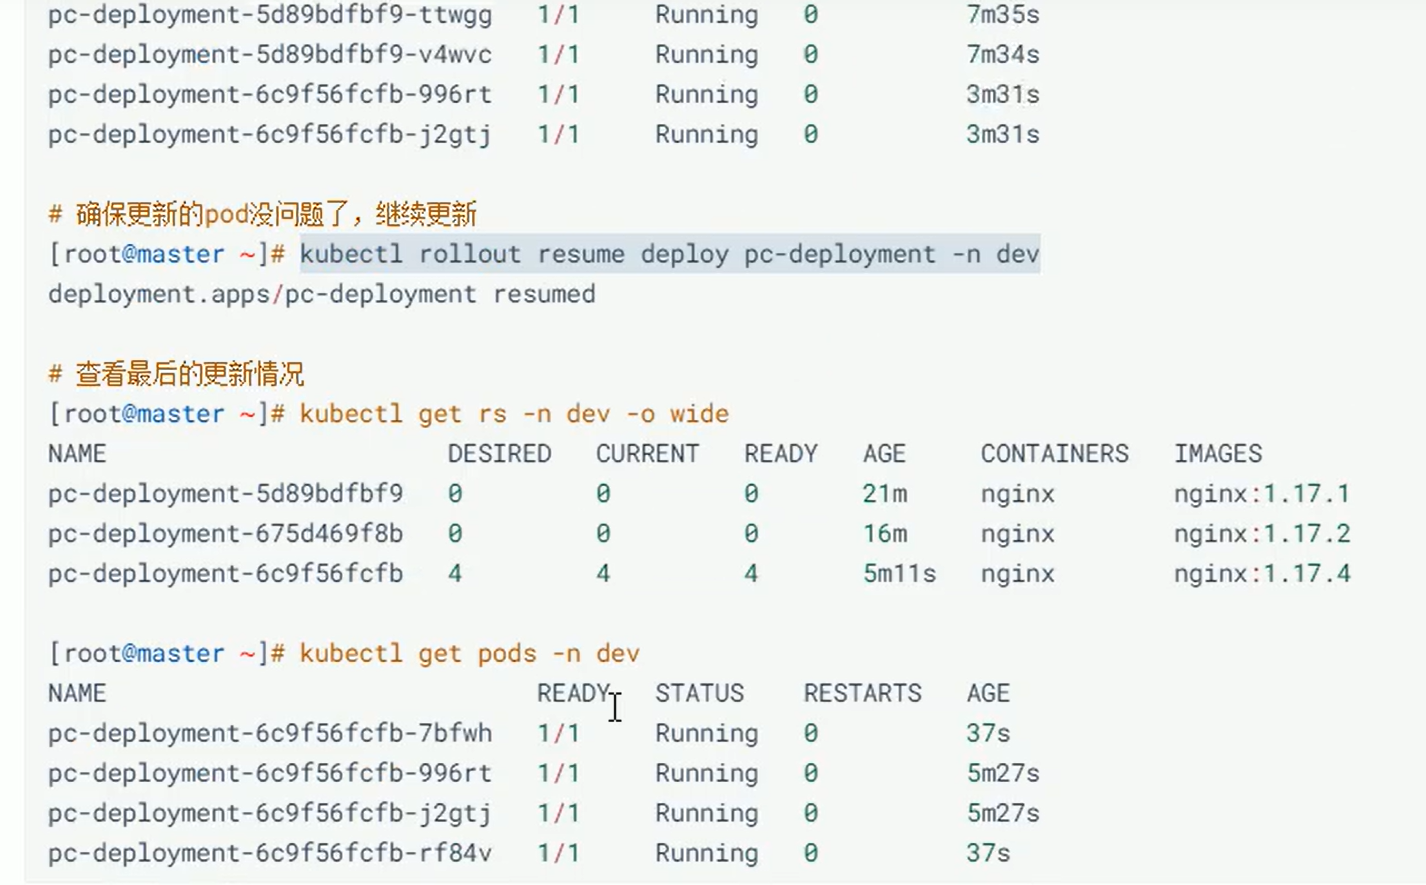 pc-deployment-5d89bdfbf9-ttwgg 1/1 Running 0 7m35s
pc-deployment-5d89bdfbf9-v4wvc 1/1 Running 0 7m34s
pc-deployment-6c9f56fcfb-996rt 1/1 Running 0 3m31s
pc-deployment-6c9f56fcfb-j2gtj 1/1 Running 0 3m31s
# 确保更新的pod没问题了，继续更新
[root@master ~]# kubectl rollout resume deploy pc-deployment -n dev
deployment.apps/pc-deployment resumed
# 查看最后的更新情况
[root@master ~]# kubectl get rs -n dev -o wide
NAME DESIRED CURRENT READY AGE CONTAINERS IMAGES
pc-deployment-5d89bdfbf9 0 0 0 21m nginx nginx:1.17.1
pc-deployment-675d469f8b 0 0 0 16m nginx nginx:1.17.2
pc-deployment-6c9f56fcfb 4 4 4 5m11s nginx nginx:1.17.4
[root@master ~]# kubectl get pods -n dev
NAME READY STATUS RESTARTS AGE
pc-deployment-6c9f56fcfb-7bfwh 1/1 Running 0 37s
pc-deployment-6c9f56fcfb-996rt 1/1 Running 0 5m27s
pc-deployment-6c9f56fcfb-j2gtj 1/1 Running 0 5m27s
pc-deployment-6c9f56fcfb-rf84v 1/1 Running 0 37s